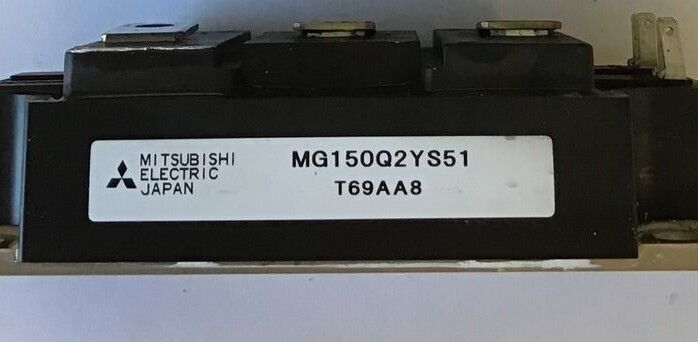 MITSUBISHI
ELECTRIC
JAPAN
MG150Q2YS51
T69AA8